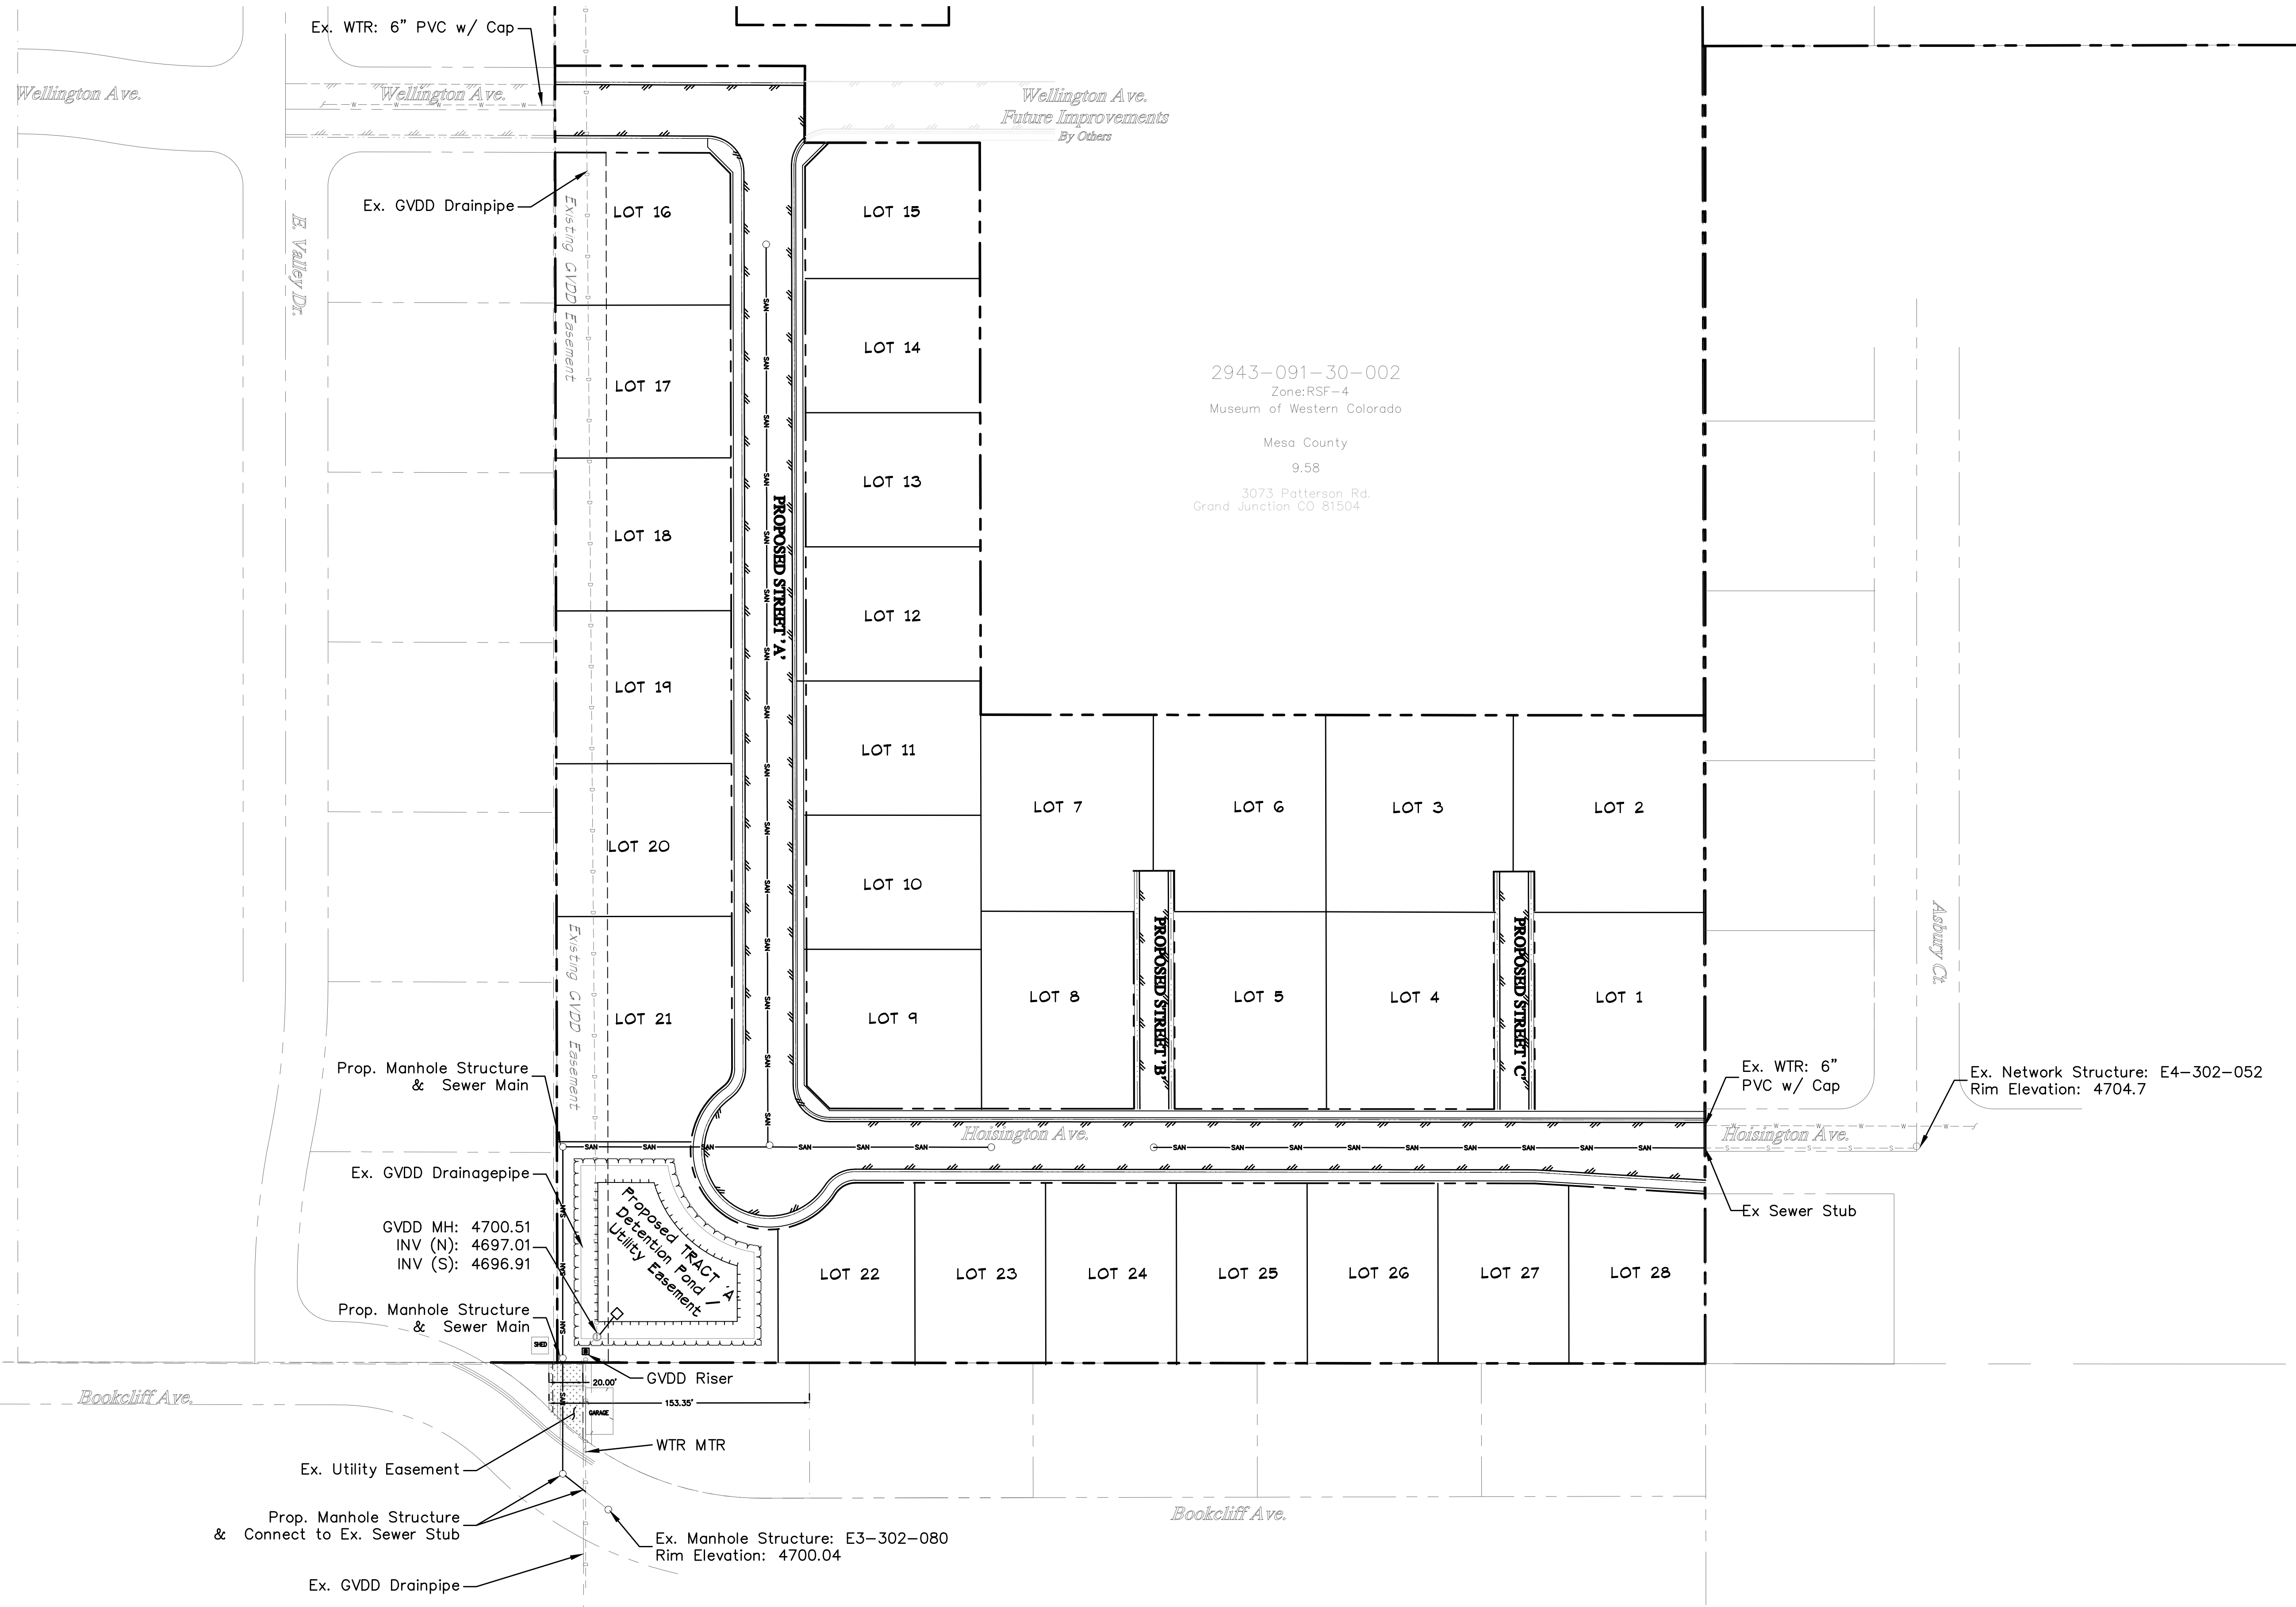 Ex. WTR: 6" PVC w/ Cap
Wellington Ave.
Wellington Ave.
Wellington Ave.
Future Improvements
By Others
Ex. GVDD Drainpipe
E. Valley Dr.
Existing GVDD Easement
LOT 16
LOT 15
LOT 14
LOT 17
LOT 13
LOT 18
LOT 12
LOT 19
LOT 11
LOT 20
LOT 10
LOT 21
LOT 9
PROPOSED STREET 'A'
2943-091-30-002
Zone:RSF-4
Museum of Western Colorado
Mesa County
9.58
3073 Patterson Rd.
Grand Junction CO 81504
LOT 7
LOT 6
LOT 3
LOT 2
LOT 8
PROPOSED STREET 'B'
LOT 5
LOT 4
PROPOSED STREET 'C'
LOT 1
Asbury Ct.
Existing GVDD Easement
Prop. Manhole Structure
& Sewer Main
Ex. WTR: 6"
PVC w/ Cap
Ex. Network Structure: E4-302-052
Rim Elevation: 4704.7
SAN
Hoisington Ave.
Hoisington Ave.
Ex. GVDD Drainagepipe
Ex Sewer Stub
GVDD MH: 4700.51
INV (N): 4697.01
INV (S): 4696.91
Proposed TRACT 'A'
Detention Pond /
Utility Easement
LOT 22
LOT 23
LOT 24
LOT 25
LOT 26
LOT 27
LOT 28
Prop. Manhole Structure
& Sewer Main
SHED
GVDD Riser
20.00'
153.35'
GARAGE
Bookcliff Ave.
WTR MTR
Ex. Utility Easement
Prop. Manhole Structure
& Connect to Ex. Sewer Stub
Bookcliff Ave.
Ex. Manhole Structure: E3-302-080
Rim Elevation: 4700.04
Ex. GVDD Drainpipe